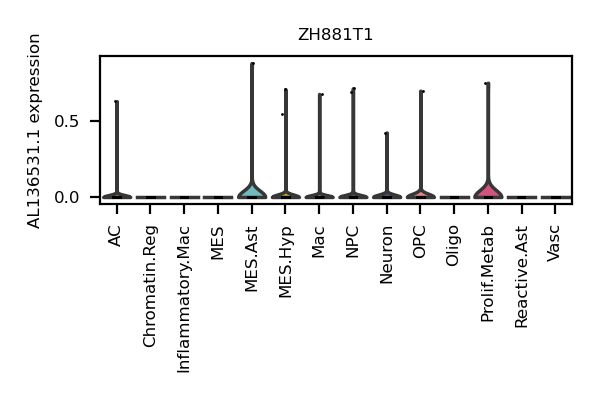 ZH881T1
AL136531.1 expression
0.5
0.0
AC
Chromatin.Reg
Inflammatory.Mac
MES
MES.Ast
MES.Hyp
Mac
NPC
Neuron
OPC
Oligo
Prolif.Metab
Reactive.Ast
Vasc